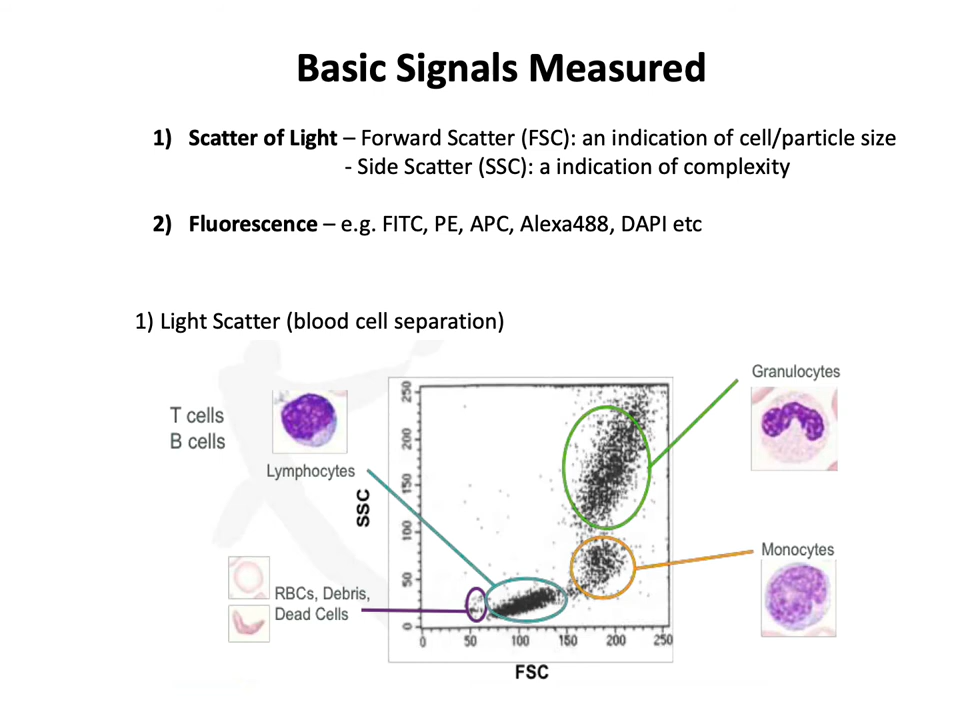 Basic Signals Measured
1) Scatter of Light – Forward Scatter (FSC): an indication of cell/particle size
- Side Scatter (SSC): a indication of complexity
2) Fluorescence – e.g. FITC, PE, APC, Alexa488, DAPI etc
1) Light Scatter (blood cell separation)
Granulocytes
T cells
B cells
Lymphocytes
Monocytes
RBCs, Debris,
Dead Cells
SSC
250
200
150
100
50
0
0 50 100 150 200 250
FSC